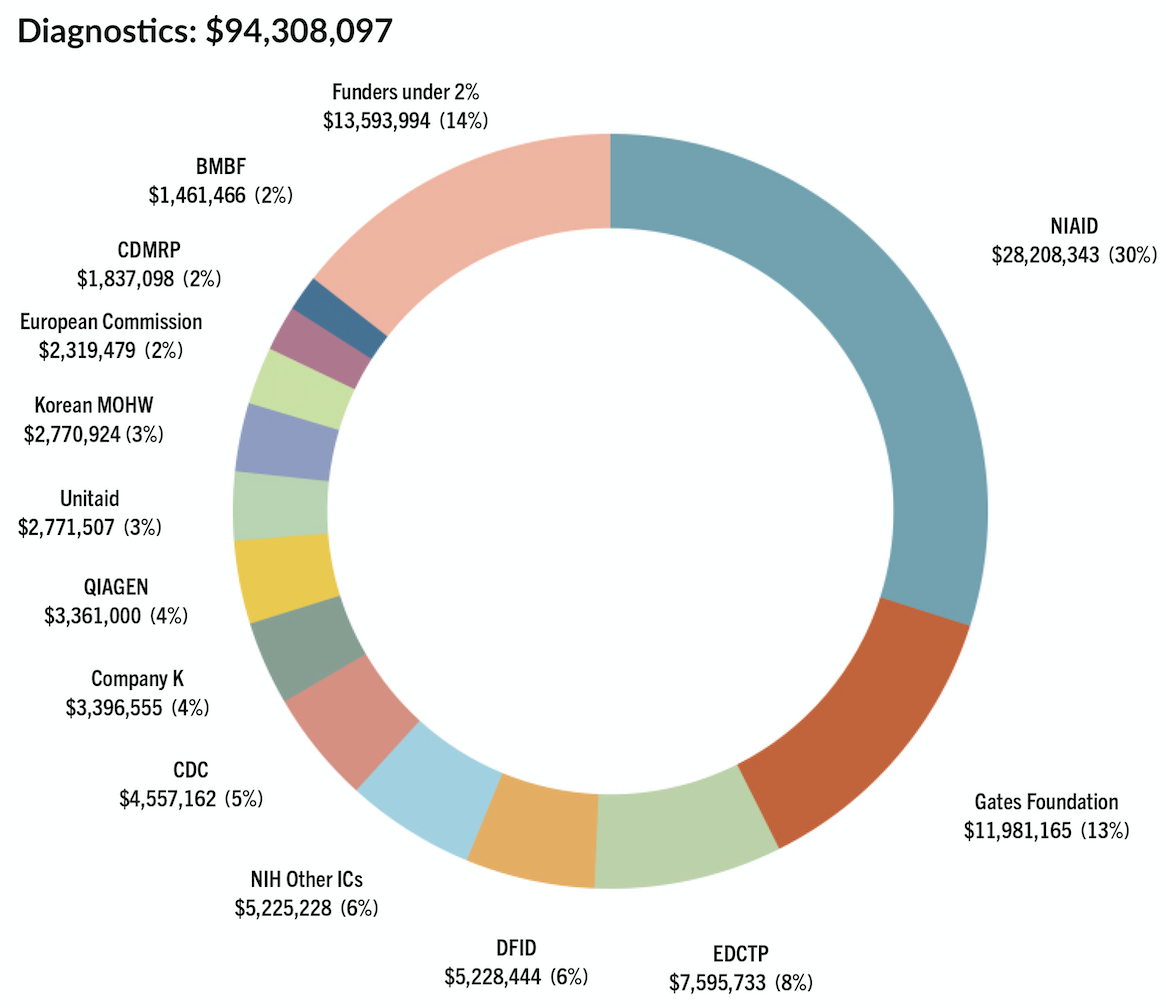 Diagnostics: $94,308,097
Funders under 2%
$13,593,994 (14%)
BMBF
$1,461,466 (2%)
CDMRP
$1,837,098 (2%)
European Commission
$2,319,479 (2%)
Korean MOHW
$2,770,924 (3%)
Unitaid
$2,771,507 (3%)
QIAGEN
$3,361,000 (4%)
Company K
$3,396,555 (4%)
CDC
$4,557,162 (5%)
NIH Other ICs
$5,225,228 (6%)
DFID
$5,228,444 (6%)
EDCTP
$7,595,733 (8%)
Gates Foundation
$11,981,165 (13%)
NIAID
$28,208,343 (30%)